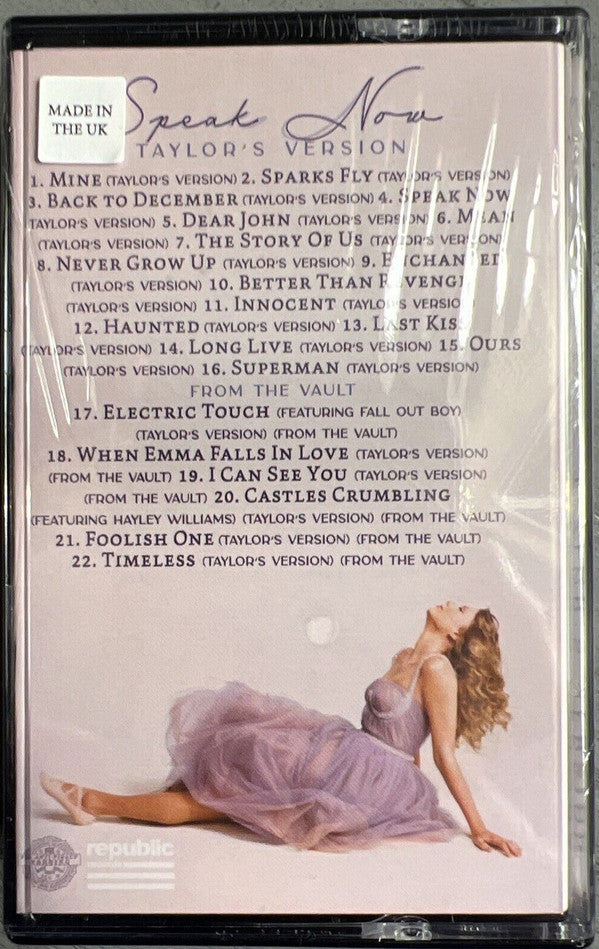 MADE IN
THE UK
Speak Now
TAYLOR'S VERSION
1. MINE (TAYLOR'S VERSION) 2. SPARKS FLY (TAYLOR'S VERSION)
3. BACK TO DECEMBER (TAYLOR'S VERSION) 4. SPEAK NOW
(TAYLOR'S VERSION) 5. DEAR JOHN (TAYLOR'S VERSION) 6. MEAN
(TAYLOR'S VERSION) 7. THE STORY OF US (TAYLOR'S VERSION)
8. NEVER GROW UP (TAYLOR'S VERSION) 9. ENCHANTED
(TAYLOR'S VERSION) 10. BETTER THAN REVENGE
(TAYLOR'S VERSION) 11. INNOCENT (TAYLOR'S VERSION)
12. HAUNTED (TAYLOR'S VERSION) 13. LAST KISS
(TAYLOR'S VERSION) 14. LONG LIVE (TAYLOR'S VERSION) 15. OURS
(TAYLOR'S VERSION) 16. SUPERMAN (TAYLOR'S VERSION)
FROM THE VAULT
17. ELECTRIC TOUCH (FEATURING FALL OUT BOY)
(TAYLOR'S VERSION) (FROM THE VAULT)
18. WHEN EMMA FALLS IN LOVE (TAYLOR'S VERSION)
(FROM THE VAULT) 19. I CAN SEE YOU (TAYLOR'S VERSION)
(FROM THE VAULT) 20. CASTLES CRUMBLING
(FEATURING HAYLEY WILLIAMS) (TAYLOR'S VERSION) (FROM THE VAULT)
21. FOOLISH ONE (TAYLOR'S VERSION) (FROM THE VAULT)
22. TIMELESS (TAYLOR'S VERSION) (FROM THE VAULT)
republic